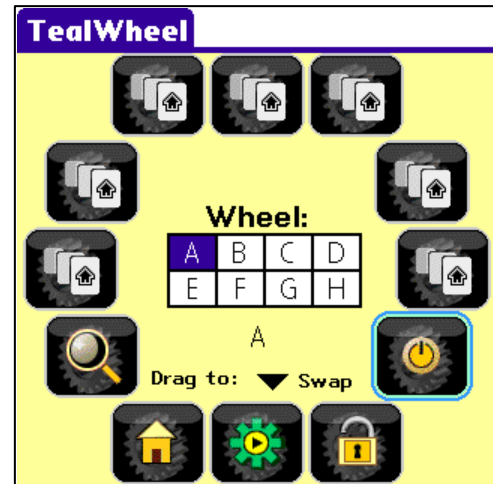 TealWheel
Wheel:
A B C D
E F G H
A
Drag to: Swap